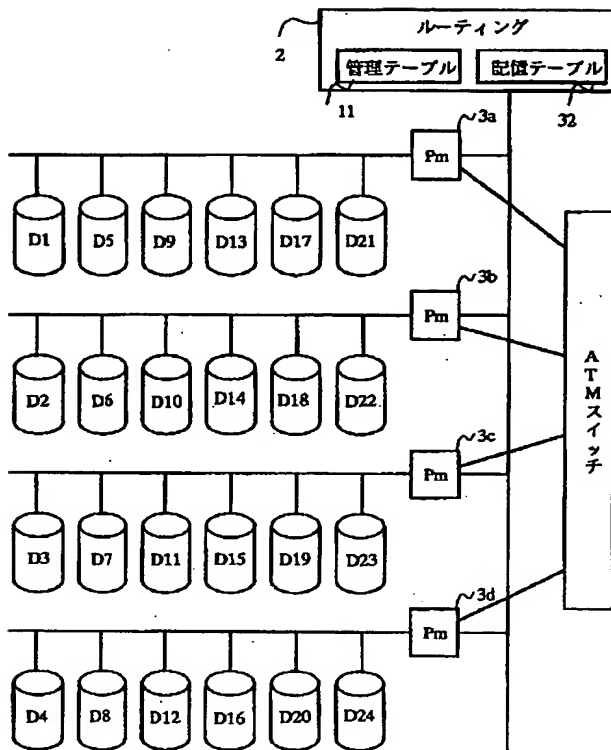 ルーティング
2
管理テーブル
記憶テーブル
11
32
3a
Pm
D1 D5 D9 D13 D17 D21
3b
Pm
D2 D6 D10 D14 D18 D22
3c
Pm
D3 D7 D11 D15 D19 D23
3d
Pm
D4 D8 D12 D16 D20 D24
ATMスイッチ